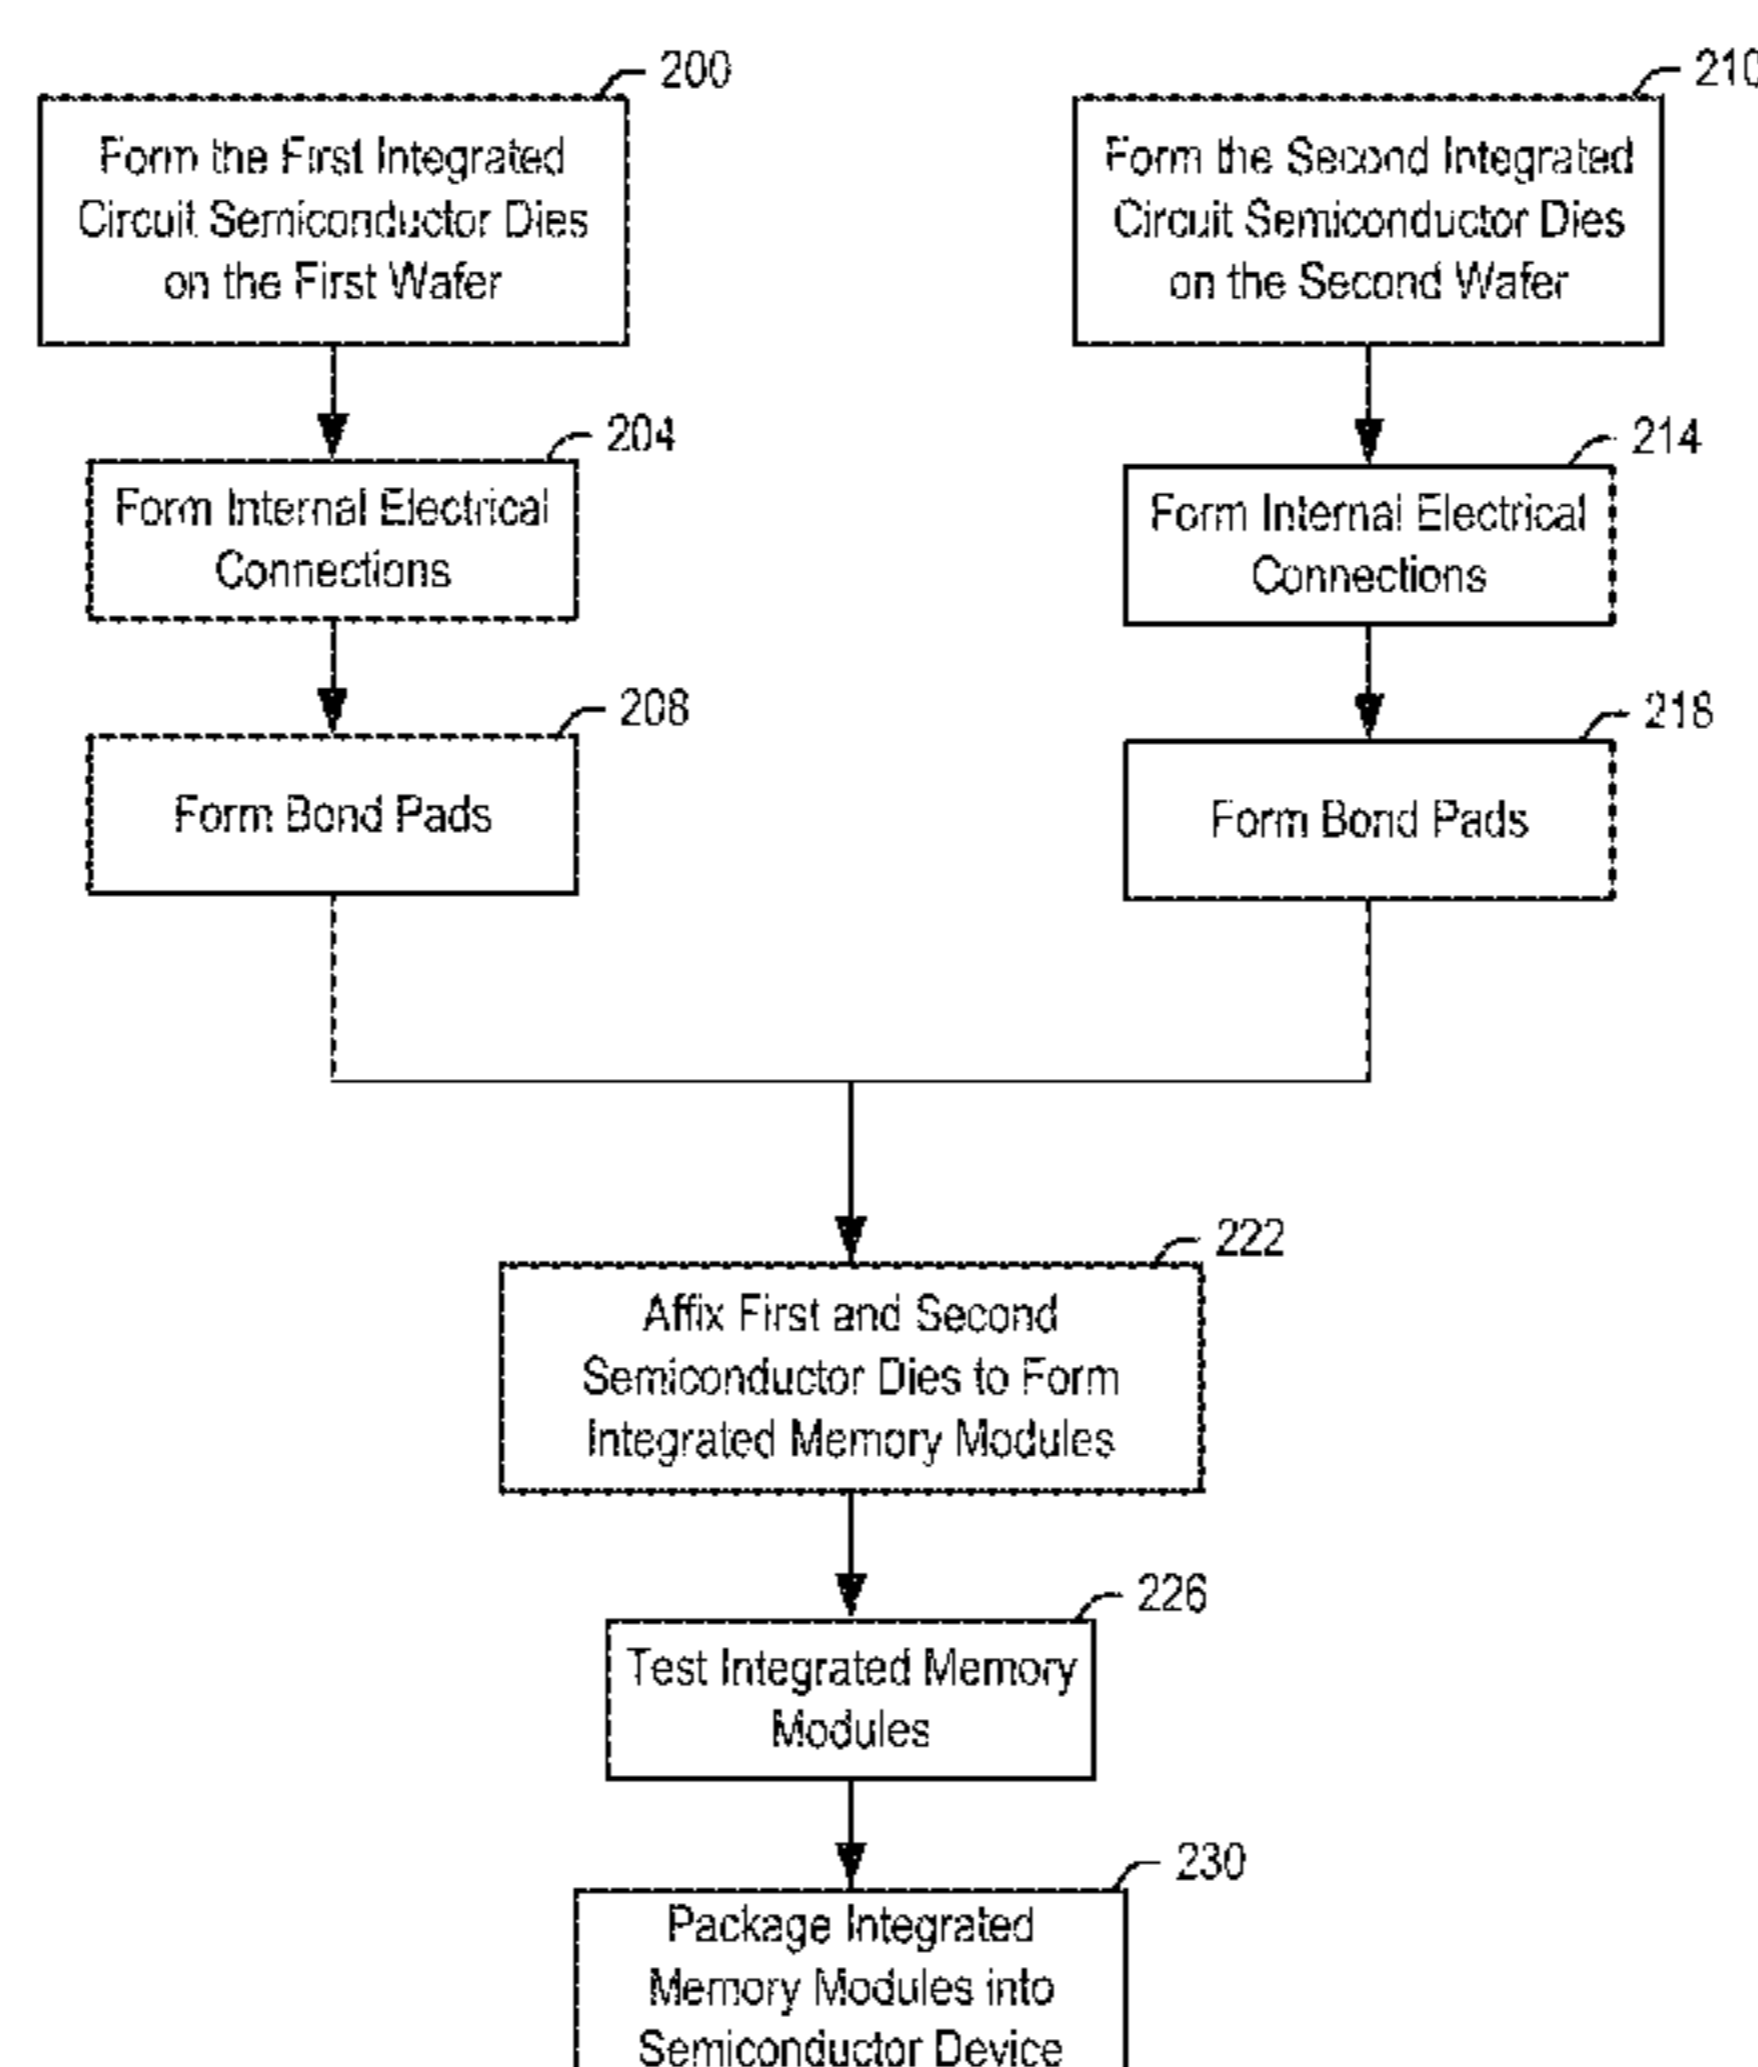 200
Form the First Integrated
Circuit Semiconductor Dies
on the First Wafer
204
Form Internal Electrical
Connections
208
Form Bond Pads
210
Form the Second Integrated
Circuit Semiconductor Dies
on the Second Wafer
214
Form Internal Electrical
Connections
218
Form Bond Pads
222
Affix First and Second
Semiconductor Dies to Form
Integrated Memory Modules
226
Test Integrated Memory
Modules
230
Package Integrated
Memory Modules into
Semiconductor Device